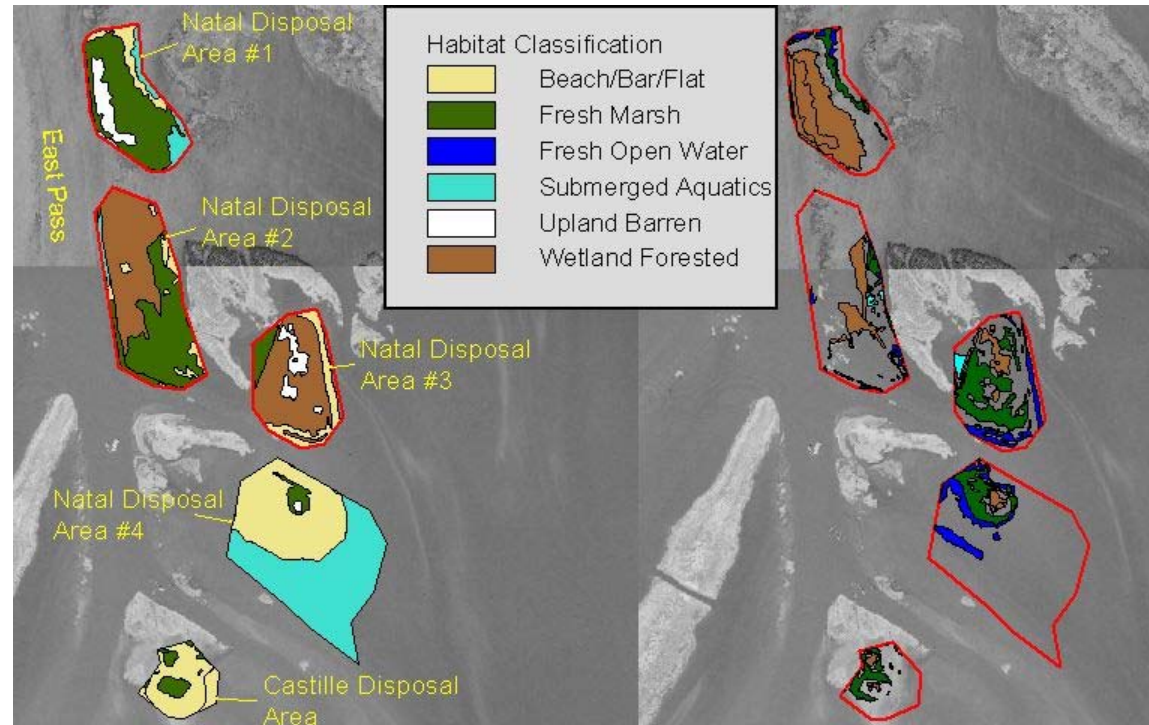 Natal Disposal
Area #1
Habitat Classification
Beach/Bar/Flat
Fresh Marsh
Fresh Open Water
Submerged Aquatics
Upland Barren
Wetland Forested
East Pass
Natal Disposal
Area #2
Natal Disposal
Area #3
Natal Disposal
Area #4
Castille Disposal
Area